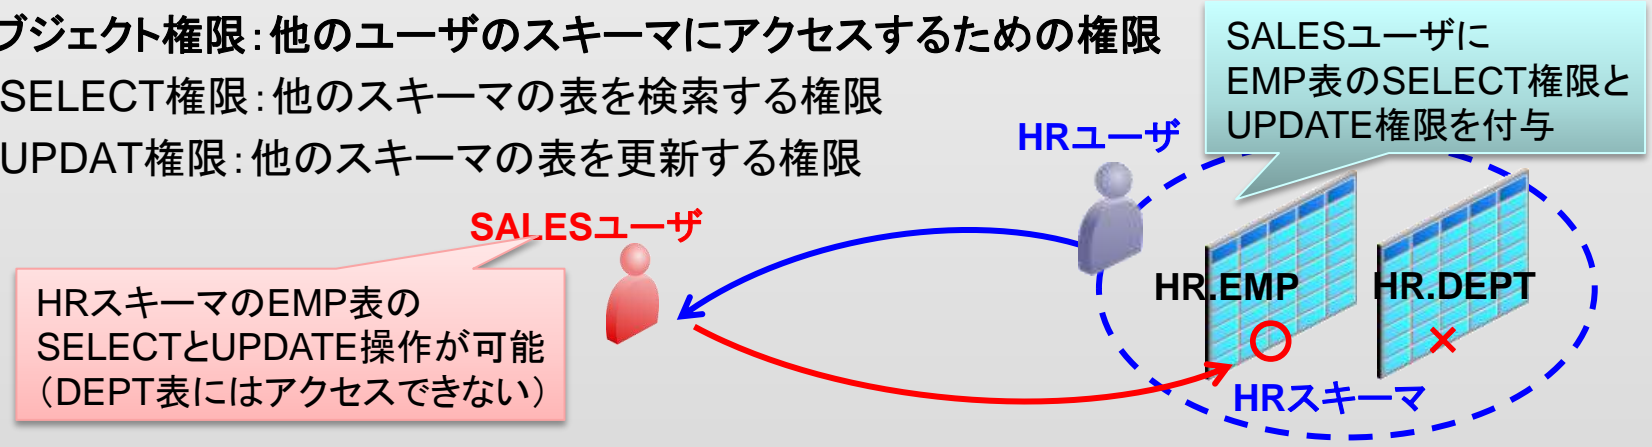 ブジェクト権限：他のユーザのスキーマにアクセスするための権限
SELECT権限：他のスキーマの表を検索する権限
UPDAT権限：他のスキーマの表を更新する権限
SALESユーザに
EMP表のSELECT権限と
UPDATE権限を付与
HRユーザ
SALESユーザ
HRスキーマのEMP表の
SELECTとUPDATE操作が可能
（DEPT表にはアクセスできない）
HR.EMP
HR.DEPT
HRスキーマ